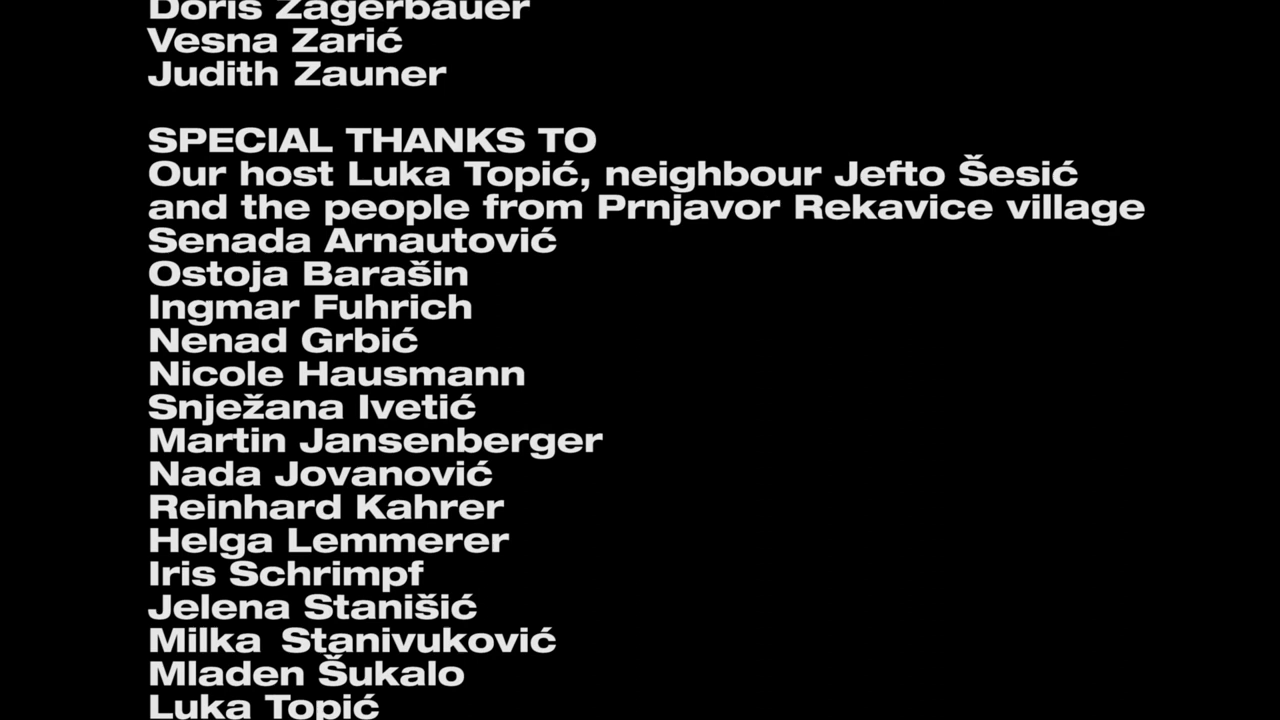 Doris Zagerbauer
Vesna Zarić
Judith Zauner
SPECIAL THANKS TO
Our host Luka Topić, neighbour Jefto Šesić
and the people from Prnjavor Rekavice village
Senada Arnautović
Ostoja Barašin
Ingmar Fuhrich
Nenad Grbić
Nicole Hausmann
Snježana Ivetić
Martin Jansenberger
Nada Jovanović
Reinhard Kahrer
Helga Lemmerer
Iris Schrimpf
Jelena Stanišić
Milka Stanivuković
Mladen Šukalo
Luka Topić